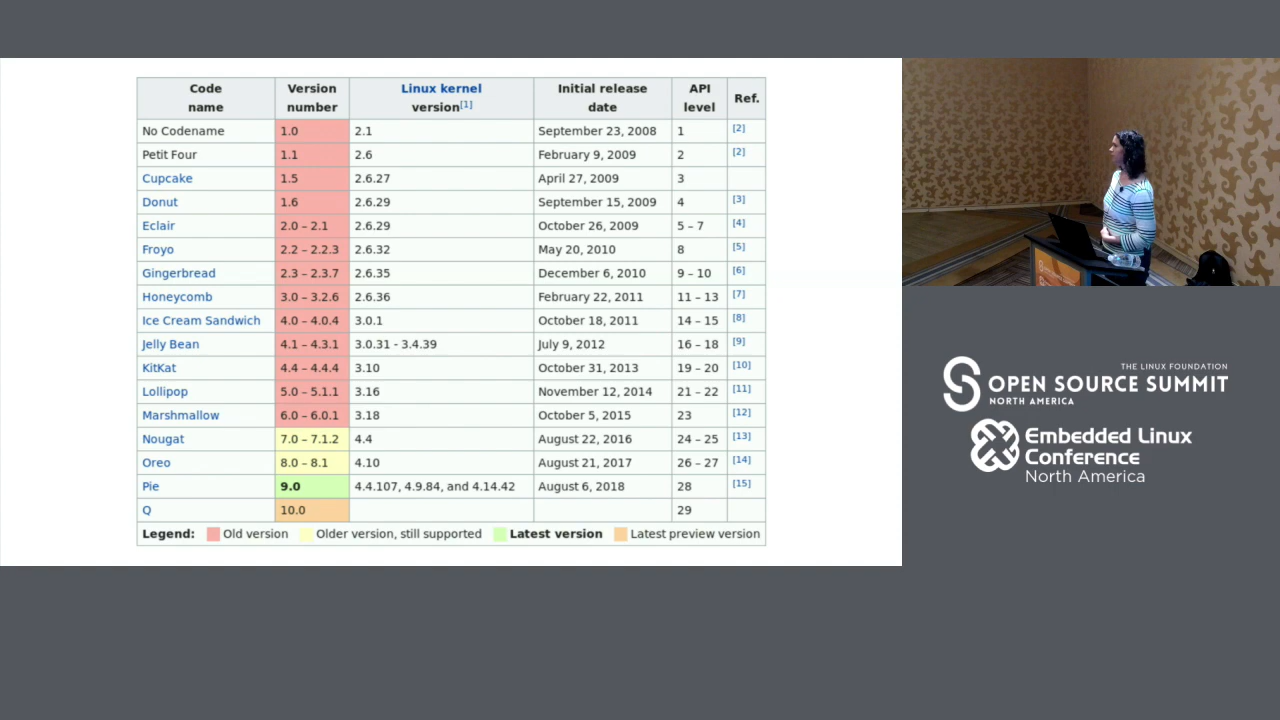 Code name Version number Linux kernel version[1] Initial release date API level Ref.
No Codename 1.0 2.1 September 23, 2008 1 [2]
Petit Four 1.1 2.6 February 9, 2009 2 [2]
Cupcake 1.5 2.6.27 April 27, 2009 3
Donut 1.6 2.6.29 September 15, 2009 4 [3]
Eclair 2.0 – 2.1 2.6.29 October 26, 2009 5 – 7 [4]
Froyo 2.2 – 2.2.3 2.6.32 May 20, 2010 8 [5]
Gingerbread 2.3 – 2.3.7 2.6.35 December 6, 2010 9 – 10 [6]
Honeycomb 3.0 – 3.2.6 2.6.36 February 22, 2011 11 – 13 [7]
Ice Cream Sandwich 4.0 – 4.0.4 3.0.1 October 18, 2011 14 – 15 [8]
Jelly Bean 4.1 – 4.3.1 3.0.31 - 3.4.39 July 9, 2012 16 – 18 [9]
KitKat 4.4 – 4.4.4 3.10 October 31, 2013 19 – 20 [10]
Lollipop 5.0 – 5.1.1 3.16 November 12, 2014 21 – 22 [11]
Marshmallow 6.0 – 6.0.1 3.18 October 5, 2015 23 [12]
Nougat 7.0 – 7.1.2 4.4 August 22, 2016 24 – 25 [13]
Oreo 8.0 – 8.1 4.10 August 21, 2017 26 – 27 [14]
Pie 9.0 4.4.107, 4.9.84, and 4.14.42 August 6, 2018 28 [15]
Q 10.0 29
Legend: Old version Older version, still supported Latest version Latest preview version
THE LINUX FOUNDATION
OPEN SOURCE SUMMIT
NORTH AMERICA
Embedded Linux
Conference
North America